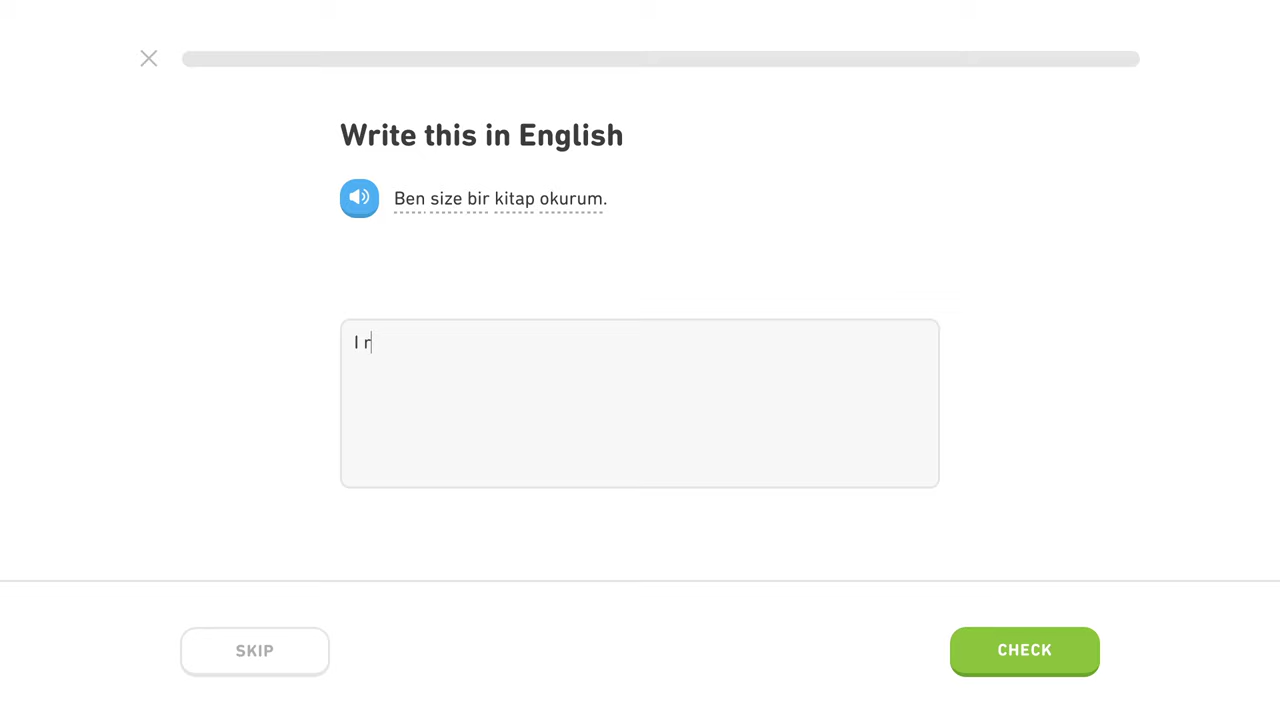 Write this in English
Ben size bir kitap okurum.
I r
SKIP
CHECK